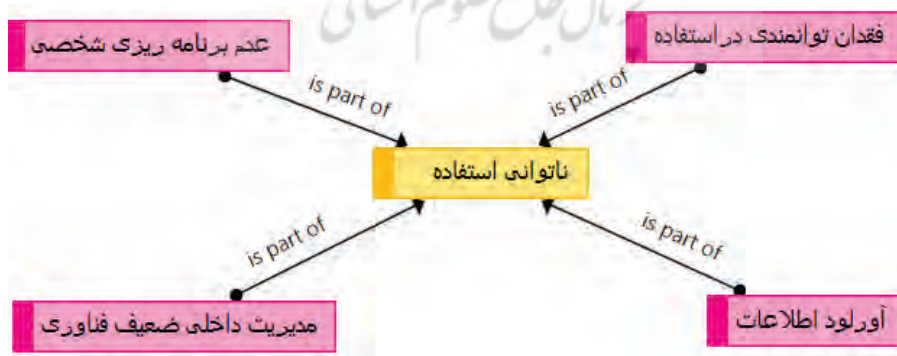 فقدان توانمندی در استفاده
عدم برنامه ریزی شخصی
is part of
is part of
ناتوانی استفاده
is part of
is part of
آورلود اطلاعات
مدیریت داخلی ضعیف فناوری